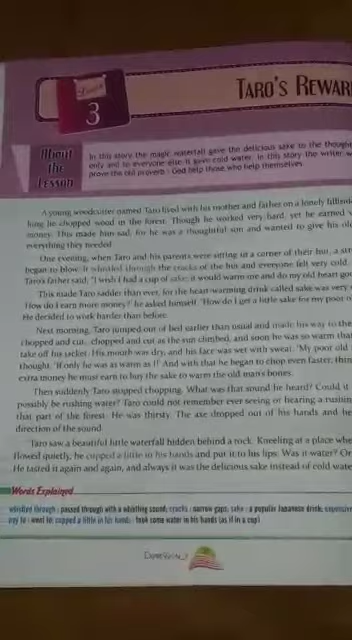 Lesson
3
TARO'S REWAR
About
the
Lesson
In this story the magic waterfall gave the delicious sake to the though
only and to everyone else it gave cold water. In this story the writer w
prove the old proverb : God help those who help themselves.
A young woodcutter named Taro lived with his mother and father on a lonely
long he chopped wood in the forest. Though he worked very hard, yet he earned v
money. This made him sad, for he was a thoughtful son and wanted to give his old
everything they needed.
One evening, when Taro and his parents were sitting in a corner of their hut, a str
began to blow. It whistled through the cracks of the hut and everyone felt very cold.
Taro's father said, "I wish I had a cup of sake; it would warm me and do my old heart goo
This made Taro sadder than ever, for the heart-warming drink called sake was very
'How do I earn more money?' he asked himself. 'How do I get a little sake for my poor o
He decided to work harder than before.
Next morning, Taro jumped out of bed earlier than usual and made his way to the
chopped and cut, chopped and cut as the sun climbed, and soon he was so warm tha
take off his jacket. His mouth was dry, and his face was wet with sweat. 'My poor old
thought. 'If only he was as warm as I!' And with that he began to chop even faster, thin
extra money he must earn to buy the sake to warm the old man's bones.
Then suddenly Taro stopped chopping. What was that sound he heard? Could it
possibly be rushing water? Taro could not remember ever seeing or hearing a rushin
that part of the forest. He was thirsty. The axe dropped out of his hands and he
direction of the sound.
Taro saw a beautiful little waterfall hidden behind a rock. Kneeling at a place whe
flowed quietly, he cupped a little in his hands and put it to his lips. Was it water? Or
He tasted it again and again, and always it was the delicious sake instead of cold wate
Words Explained
whistled through : passed through with a whistling sound; cracks : narrow gaps; sake : a popular Japanese drink; expensive
cupped a little in his hands : took some water in his hands (as if in a cup)